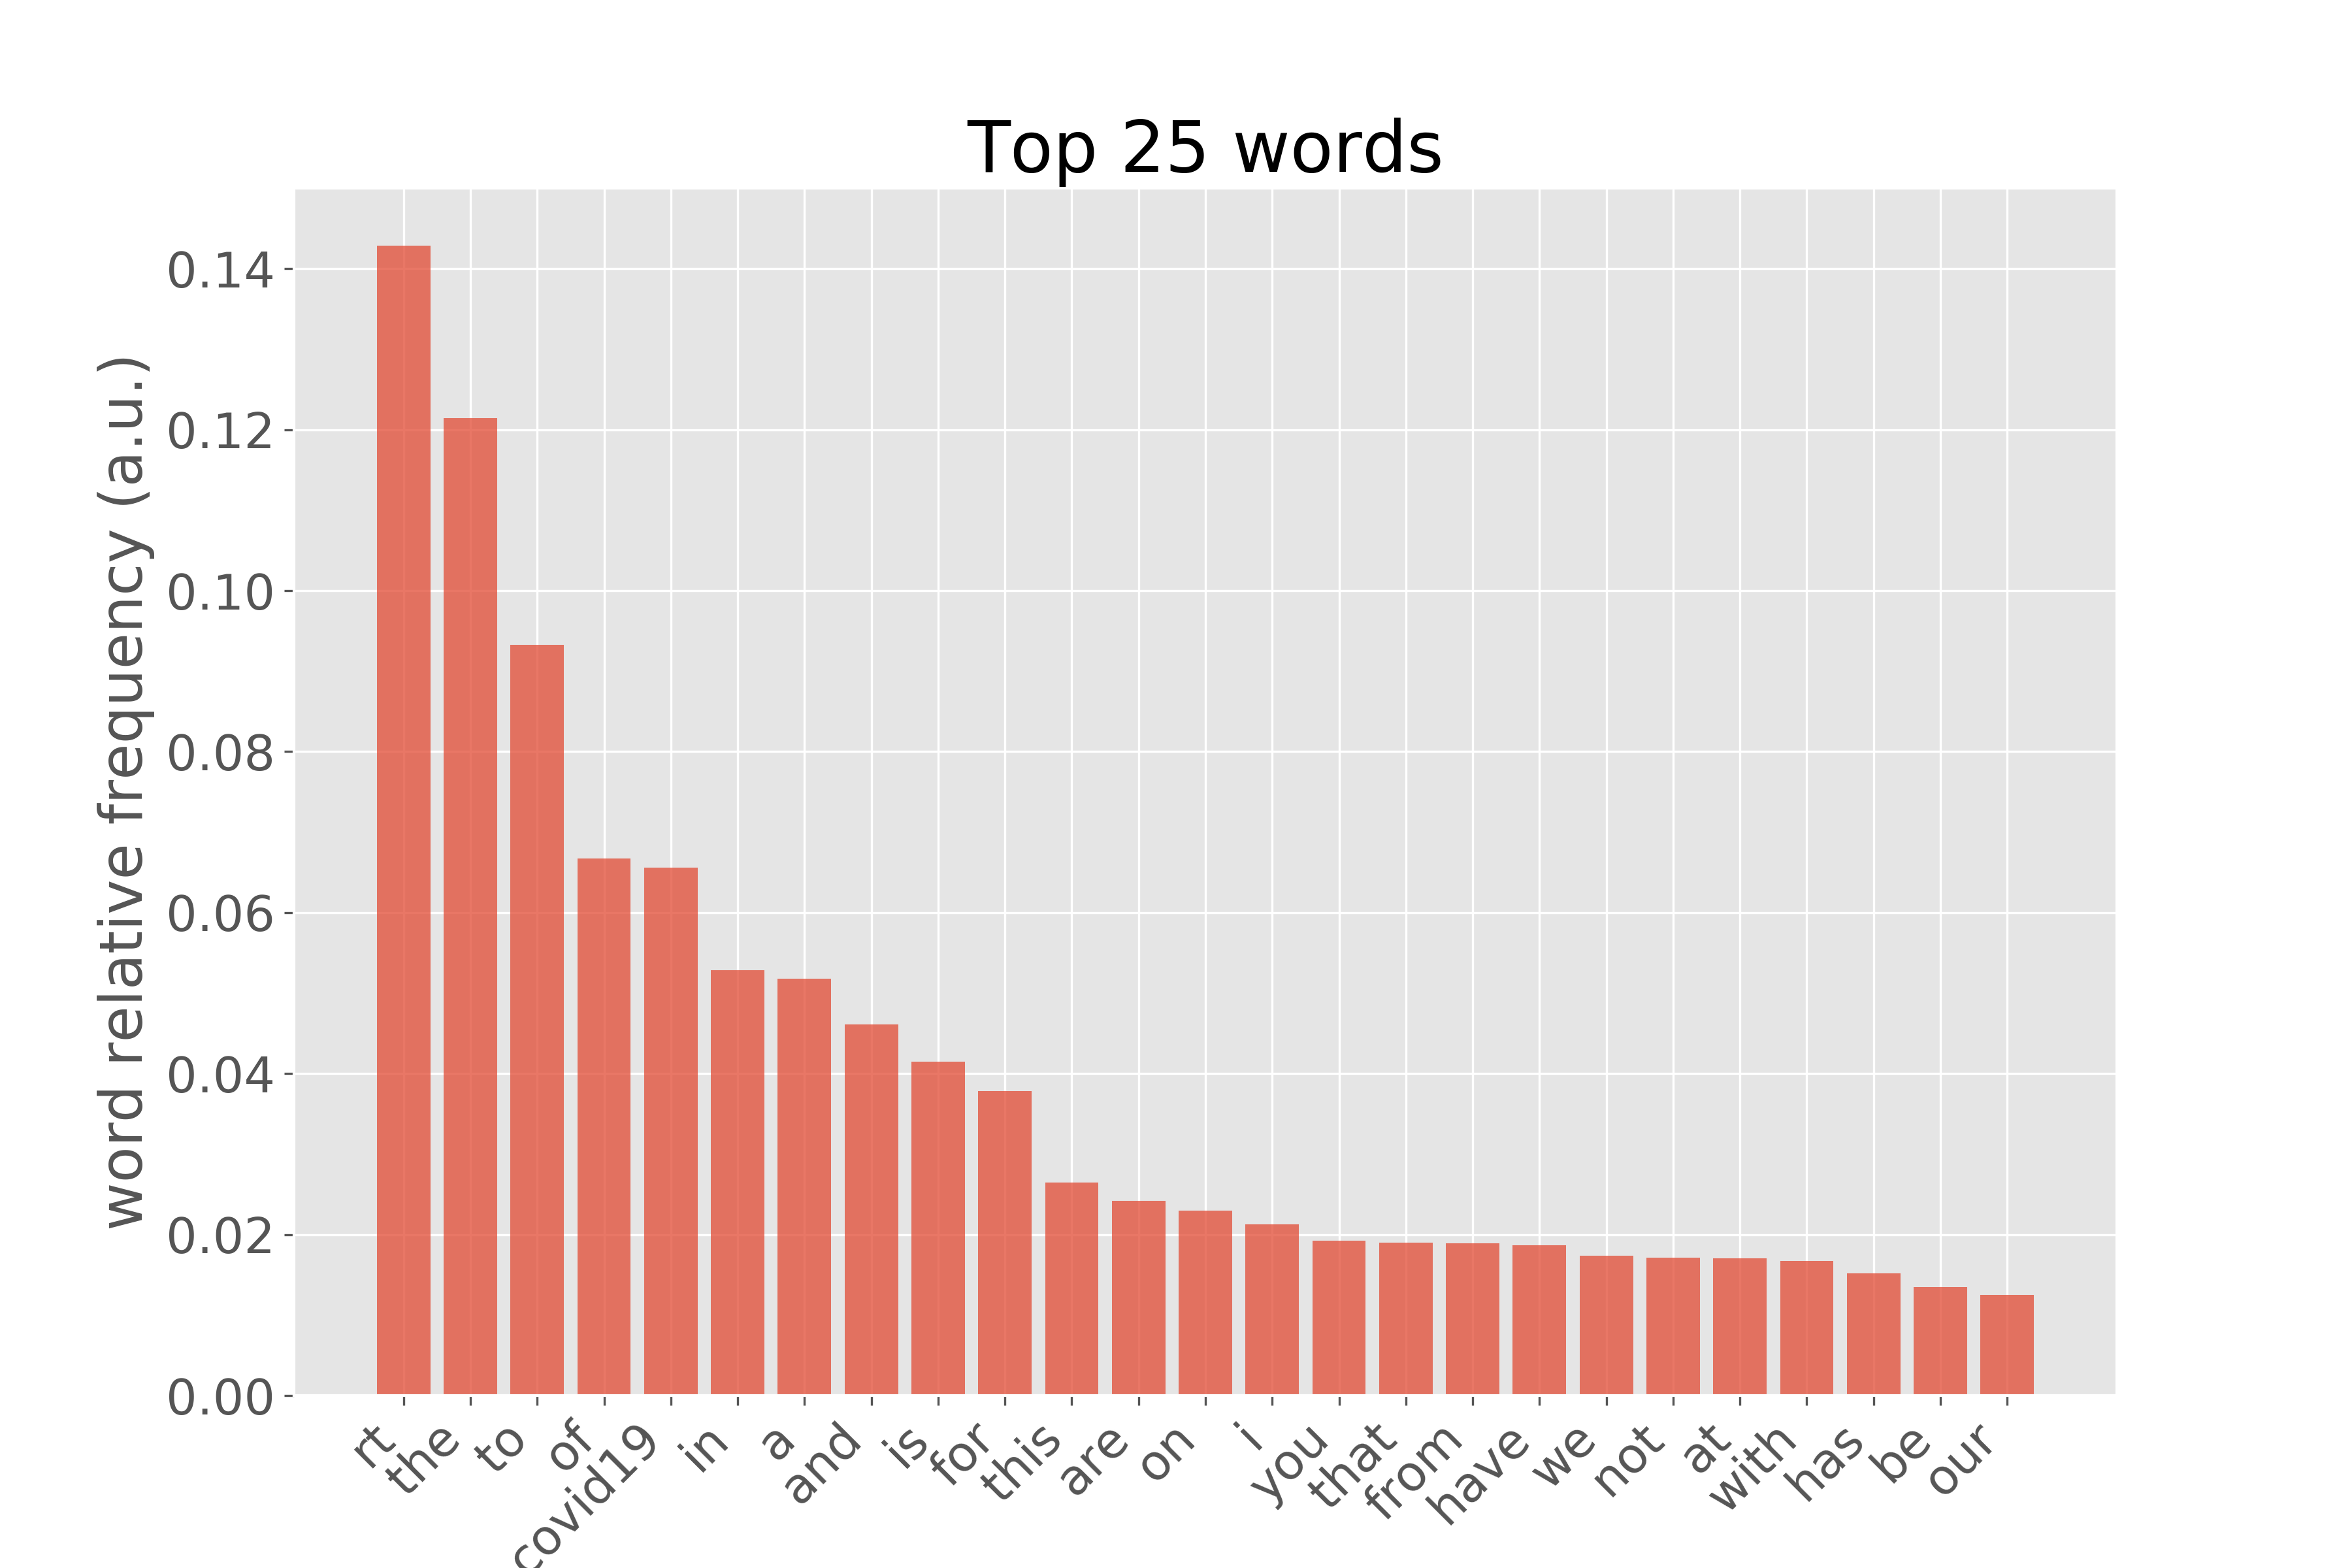 Top 25 words
word relative frequency (a.u.)
0.14
0.12
0.10
0.08
0.06
0.04
0.02
0.00
rt
the
to
of
covid19
in
a
and
is
for
this
are
on
i
you
that
from
have
we
not
at
with
has
be
our